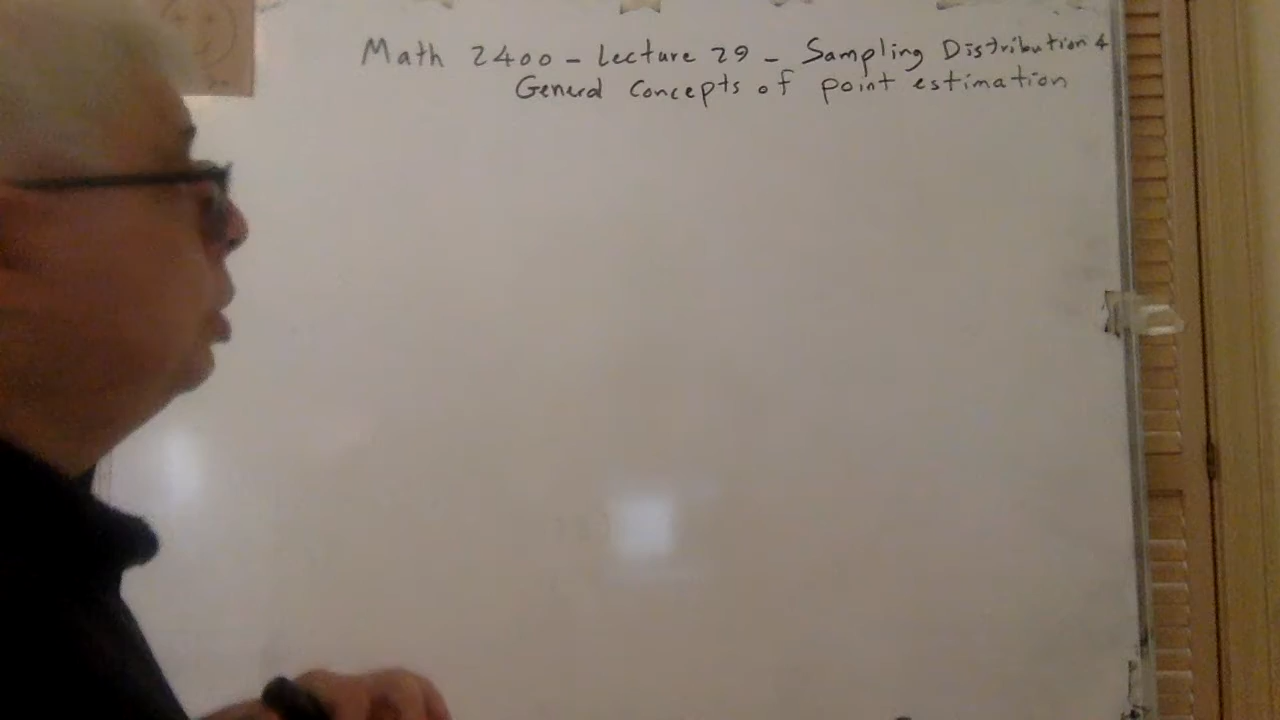 Math 2400 - Lecture 29 - Sampling Distribution &
General Concepts of point estimation